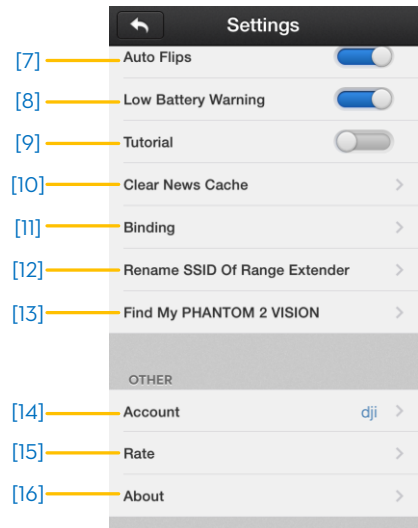 Settings
[7] Auto Flips
[8] Low Battery Warning
[9] Tutorial
[10] Clear News Cache
[11] Binding
[12] Rename SSID Of Range Extender
[13] Find My PHANTOM 2 VISION
OTHER
[14] Account dji
[15] Rate
[16] About